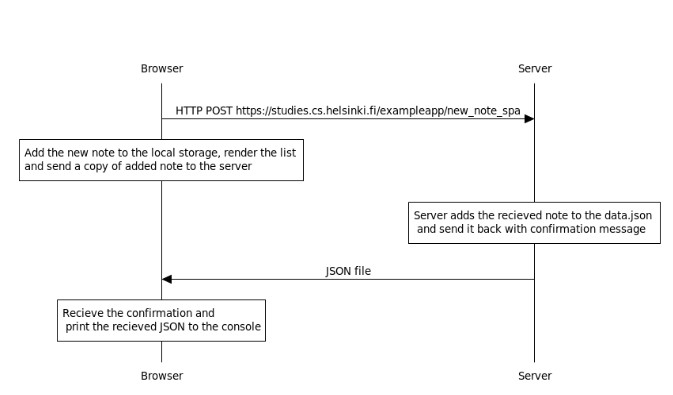 Browser
Server
HTTP POST https://studies.cs.helsinki.fi/exampleapp/new_note_spa
Add the new note to the local storage, render the list
and send a copy of added note to the server
Server adds the recieved note to the data.json
and send it back with confirmation message
JSON file
Recieve the confirmation and
print the recieved JSON to the console
Browser
Server